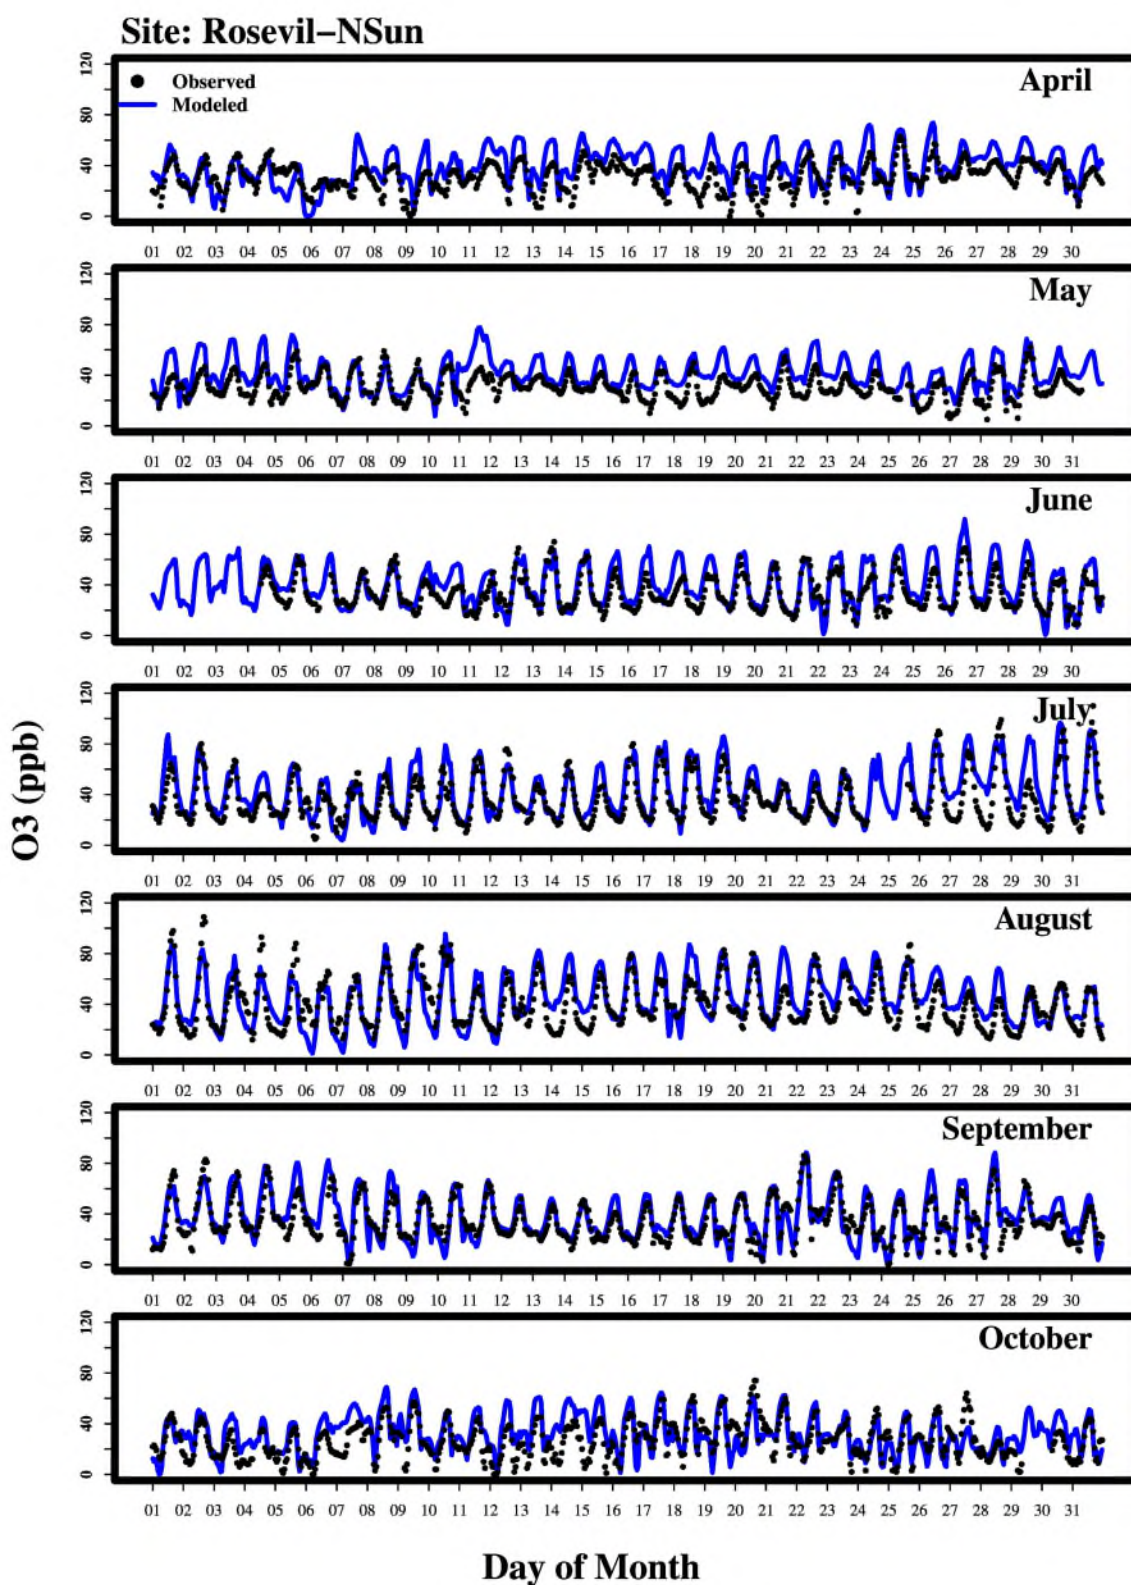 Site: Rosevil–NSun
Observed
Modeled
April
0 40 80 120
01 02 03 04 05 06 07 08 09 10 11 12 13 14 15 16 17 18 19 20 21 22 23 24 25 26 27 28 29 30
May
0 40 80 120
01 02 03 04 05 06 07 08 09 10 11 12 13 14 15 16 17 18 19 20 21 22 23 24 25 26 27 28 29 30 31
June
0 40 80 120
01 02 03 04 05 06 07 08 09 10 11 12 13 14 15 16 17 18 19 20 21 22 23 24 25 26 27 28 29 30
July
0 40 80 120
01 02 03 04 05 06 07 08 09 10 11 12 13 14 15 16 17 18 19 20 21 22 23 24 25 26 27 28 29 30 31
August
0 40 80 120
01 02 03 04 05 06 07 08 09 10 11 12 13 14 15 16 17 18 19 20 21 22 23 24 25 26 27 28 29 30 31
September
0 40 80 120
01 02 03 04 05 06 07 08 09 10 11 12 13 14 15 16 17 18 19 20 21 22 23 24 25 26 27 28 29 30
October
0 40 80 120
01 02 03 04 05 06 07 08 09 10 11 12 13 14 15 16 17 18 19 20 21 22 23 24 25 26 27 28 29 30 31
O3 (ppb)
Day of Month